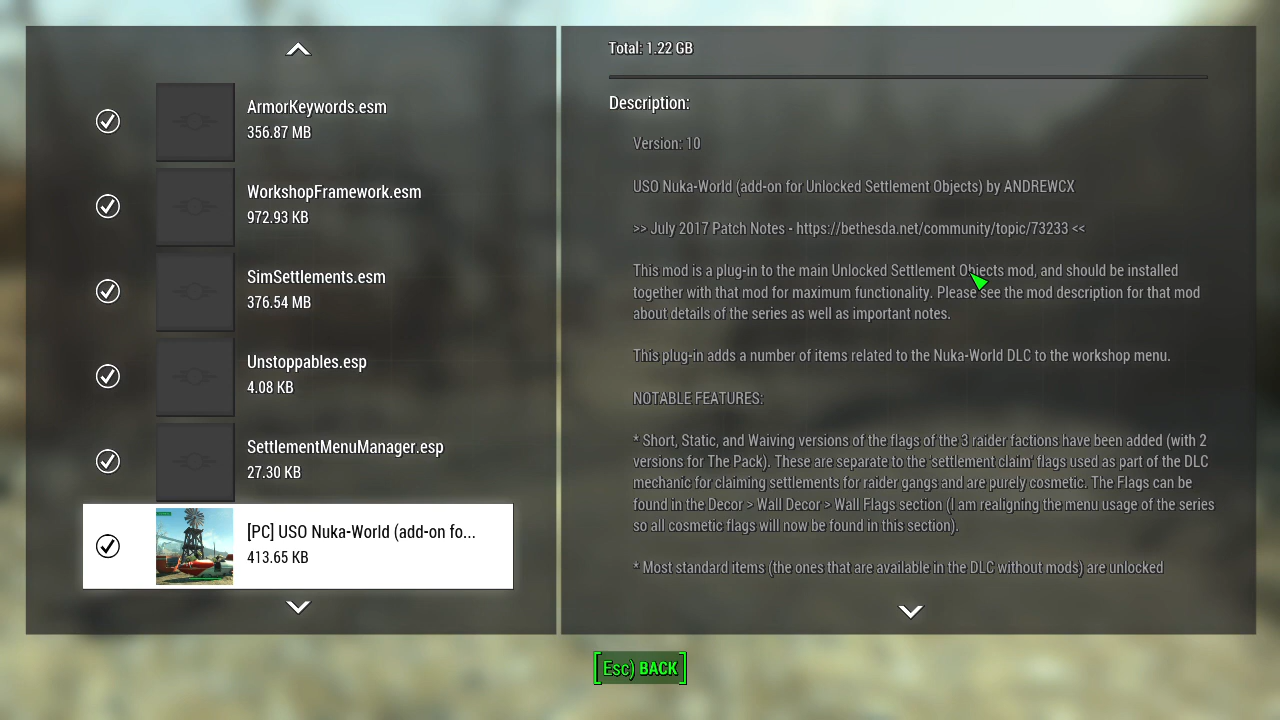 ArmorKeywords.esm
356.87 MB
WorkshopFramework.esm
972.93 KB
SimSettlements.esm
376.54 MB
Unstoppables.esp
4.08 KB
SettlementMenuManager.esp
27.30 KB
[PC] USO Nuka-World (add-on fo...
413.65 KB
Total: 1.22 GB
Description:
Version: 10
USO Nuka-World (add-on for Unlocked Settlement Objects) by ANDREWCX
>> July 2017 Patch Notes - https://bethesda.net/community/topic/73233 <<
This mod is a plug-in to the main Unlocked Settlement Objects mod, and should be installed
together with that mod for maximum functionality. Please see the mod description for that mod
about details of the series as well as important notes.
This plug-in adds a number of items related to the Nuka-World DLC to the workshop menu.
NOTABLE FEATURES:
* Short, Static, and Waiving versions of the flags of the 3 raider factions have been added (with 2
versions for The Pack). These are separate to the 'settlement claim' flags used as part of the DLC
mechanic for claiming settlements for raider gangs and are purely cosmetic. The Flags can be
found in the Decor > Wall Decor > Wall Flags section (I am realigning the menu usage of the series
so all cosmetic flags will now be found in this section).
* Most standard items (the ones that are available in the DLC without mods) are unlocked
Esc) BACK